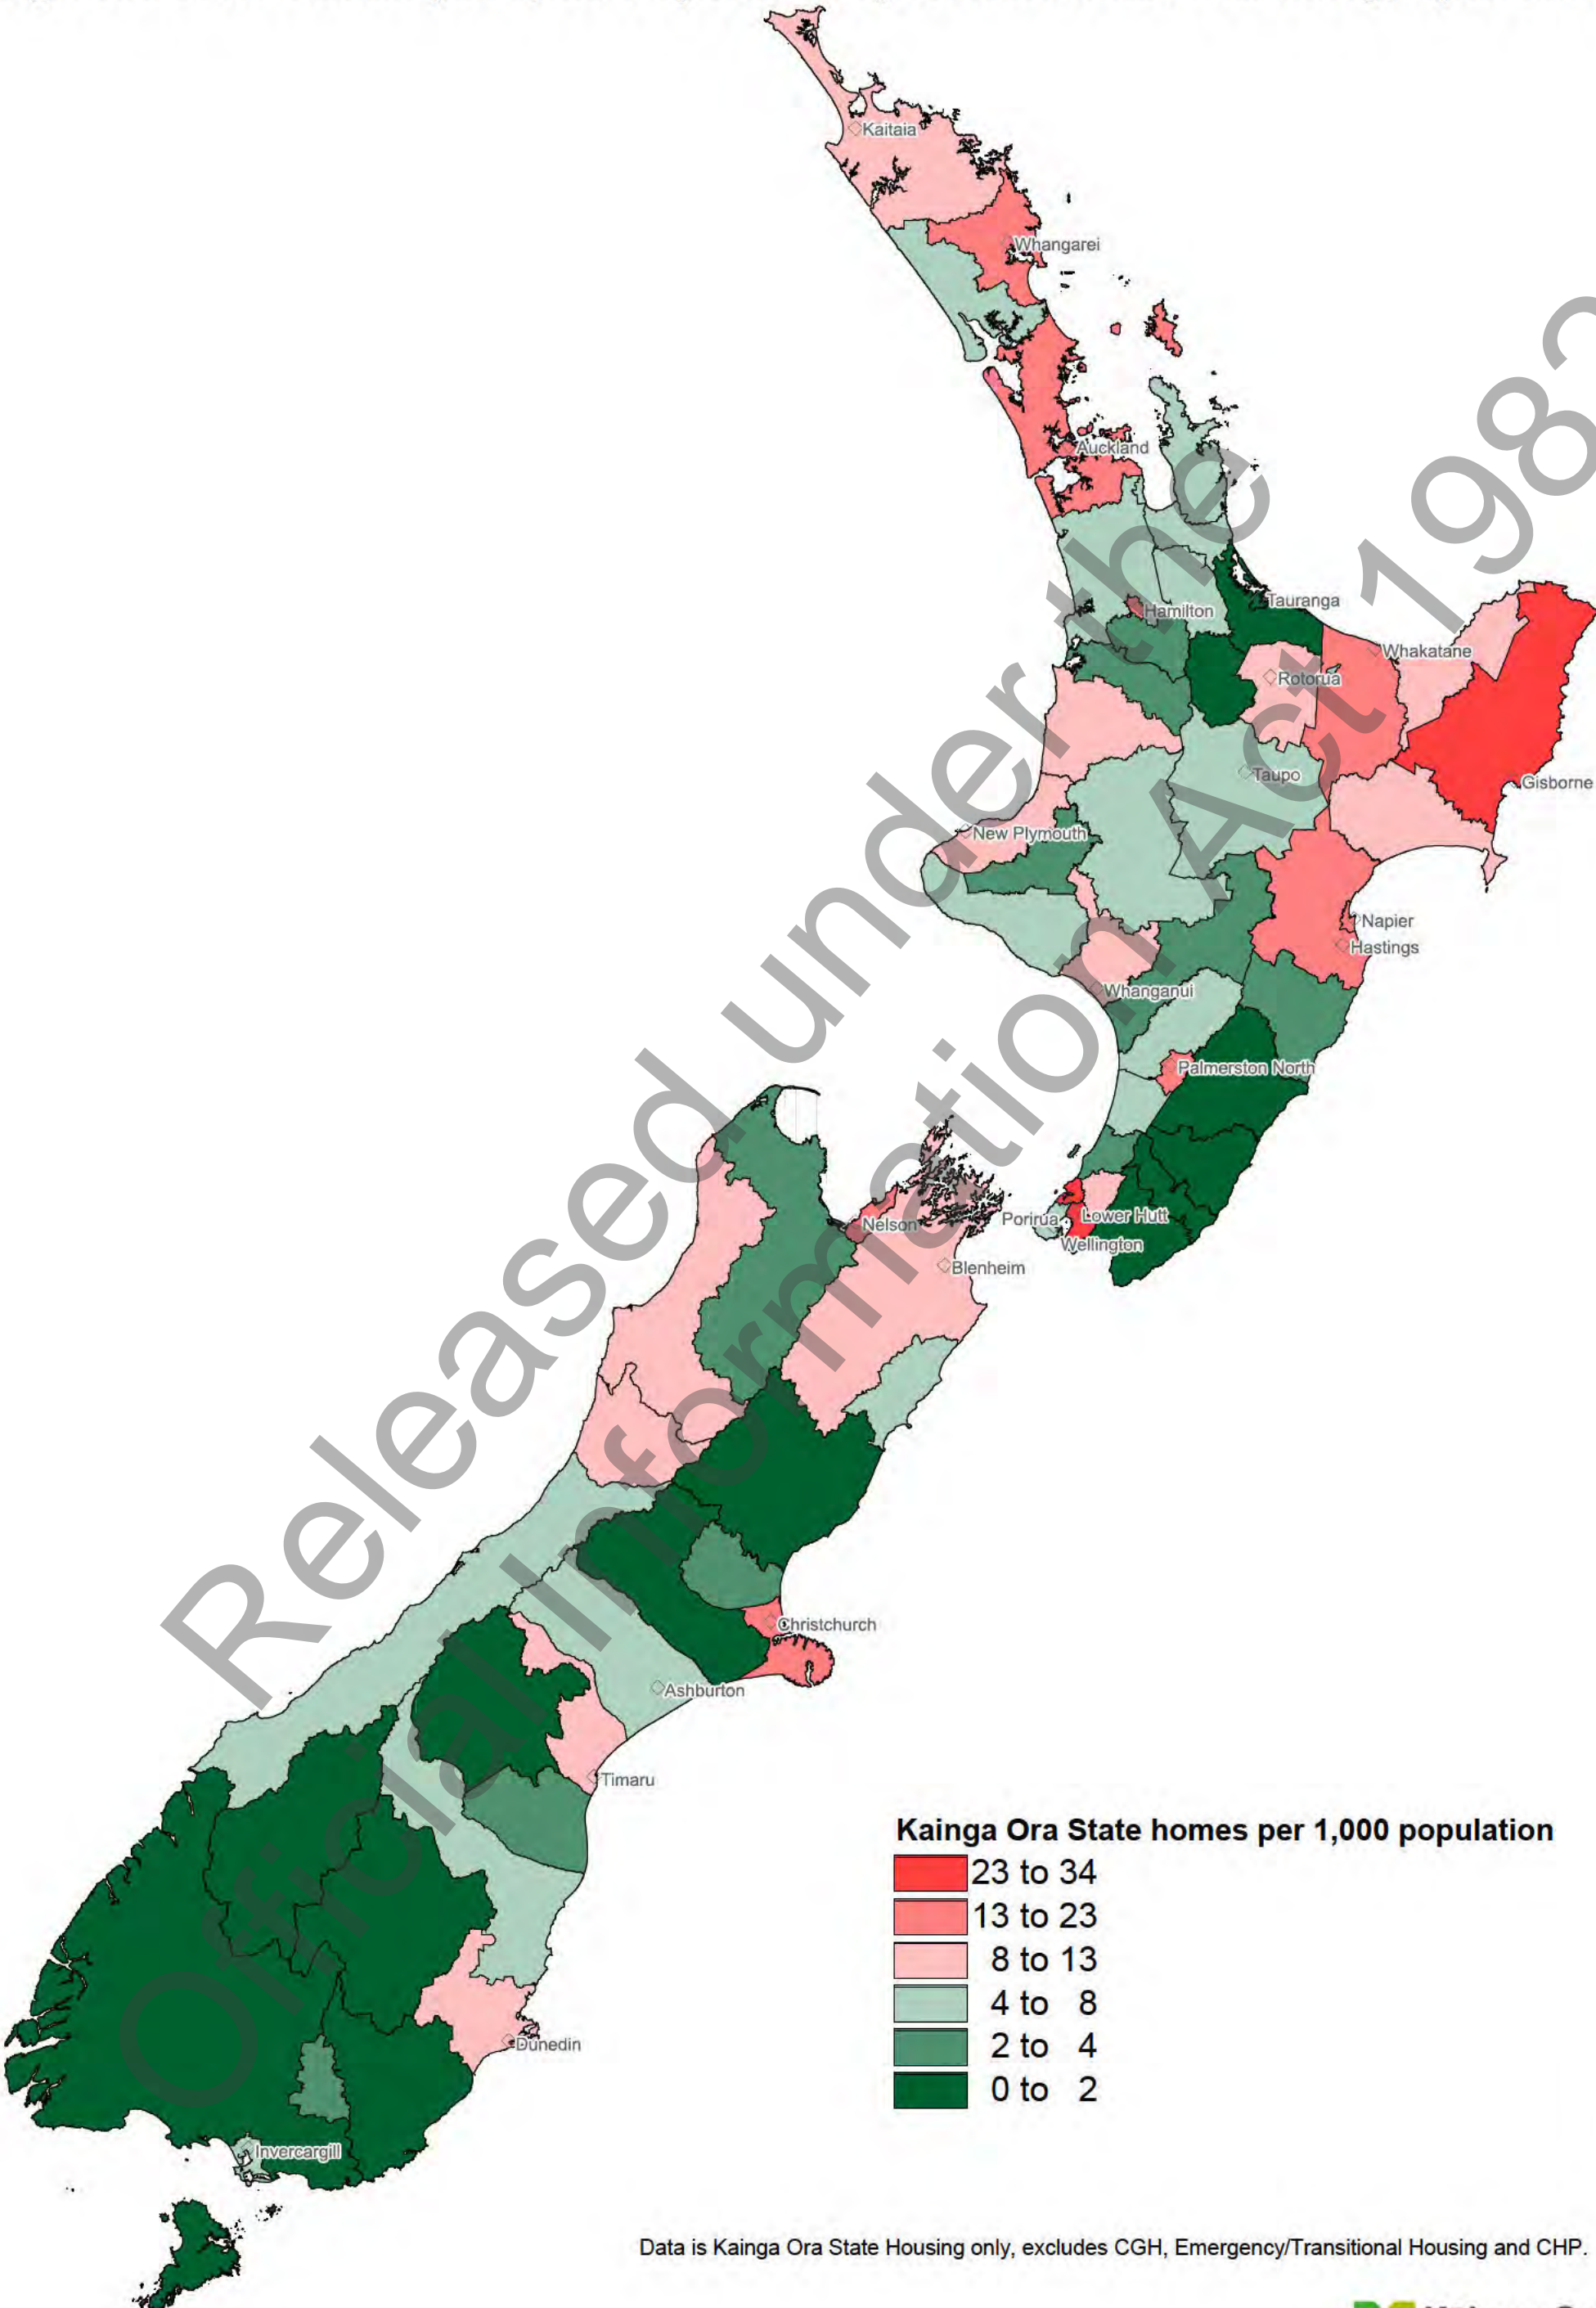 Kaitaia
Whangarei
Auckland
Hamilton
Tauranga
Whakatane
Rotorua
Taupo
Gisborne
New Plymouth
Napier
Hastings
Whanganui
Palmerston North
Nelson
Porirua
Lower Hutt
Wellington
Blenheim
Christchurch
Ashburton
Timaru
Dunedin
Invercargill
Released under the
Official Information Act 1982
Kainga Ora State homes per 1,000 population
23 to 34
13 to 23
8 to 13
4 to 8
2 to 4
0 to 2
Data is Kainga Ora State Housing only, excludes CGH, Emergency/Transitional Housing and CHP.